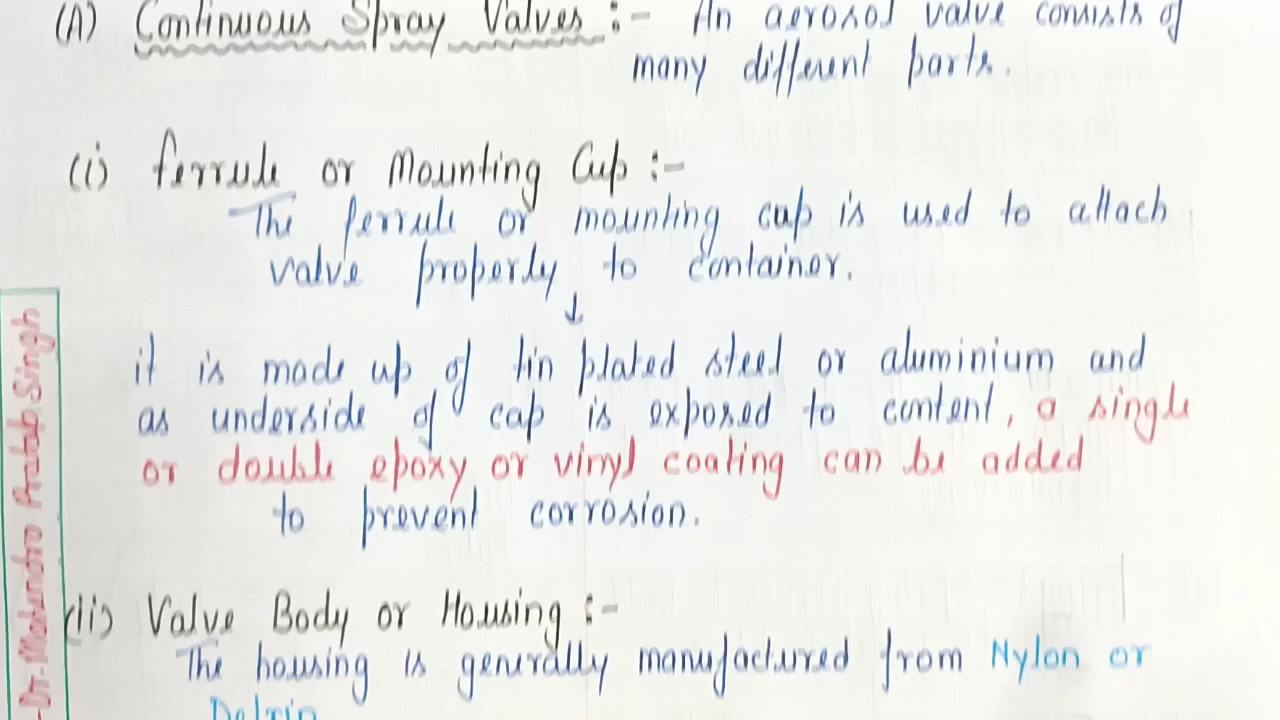 (A) Continuous Spray Valves :- An aerosol valve consists of
many different parts.
(i) ferrule or Mounting Cup :-
The ferrule or mounting cup is used to attach
valve properly to container.
↓
it is made up of tin plated steel or aluminium and
as underside of cap is exposed to content, a single
or double epoxy or vinyl coating can be added
to prevent corrosion.
(ii) Valve Body or Housing :-
The housing is generally manufactured from Nylon or
Delrin
-Dr. Mahendra Pratab Singh